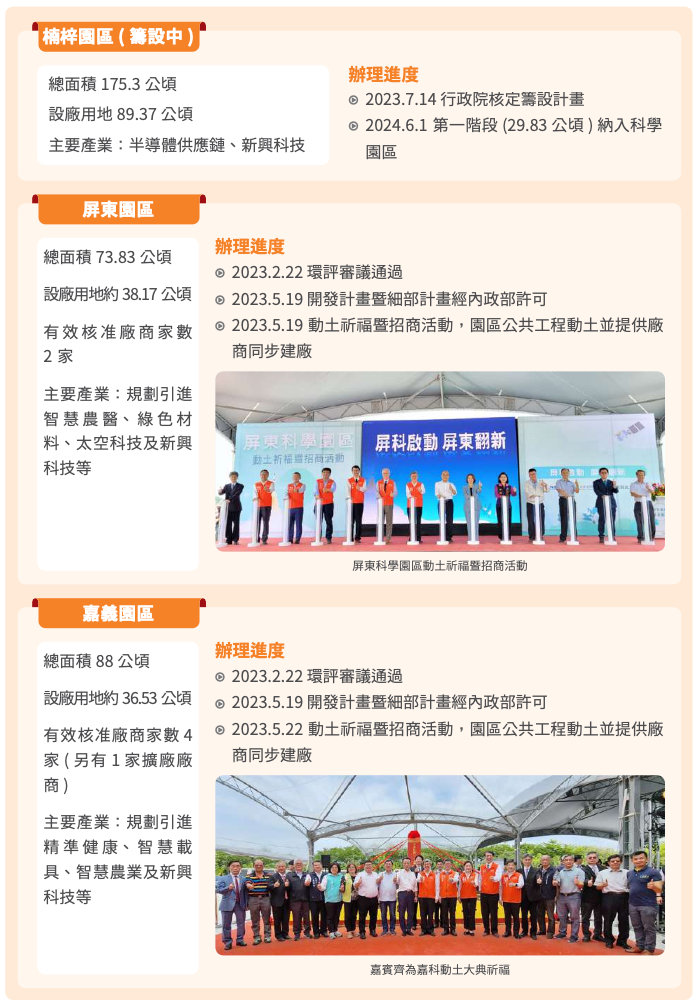 楠梓園區 ( 籌設中 )
總面積 175.3 公頃
設廠用地 89.37 公頃
主要產業：半導體供應鏈、新興科技
辦理進度
2023.7.14 行政院核定籌設計畫
2024.6.1 第一階段 (29.83 公頃 ) 納入科學
園區
屏東園區
總面積 73.83 公頃
設廠用地約 38.17 公頃
有效核准廠商家數
2 家
主要產業：規劃引進
智慧農醫、綠色材
料、太空科技及新興
科技等
辦理進度
2023.2.22 環評審議通過
2023.5.19 開發計畫暨細部計畫經內政部許可
2023.5.19 動土祈福暨招商活動，園區公共工程動土並提供廠
商同步建廠
屏東科學園區
動土祈福暨招商活動
屏科啟動 屏東翻新
屏東科學園區動土祈福暨招商活動
嘉義園區
總面積 88 公頃
設廠用地約 36.53 公頃
有效核准廠商家數 4
家 ( 另有 1 家擴廠廠
商 )
主要產業：規劃引進
精準健康、智慧載
具、智慧農業及新興
科技等
辦理進度
2023.2.22 環評審議通過
2023.5.19 開發計畫暨細部計畫經內政部許可
2023.5.22 動土祈福暨招商活動，園區公共工程動土並提供廠
商同步建廠
嘉賓齊為嘉科動土大典祈福